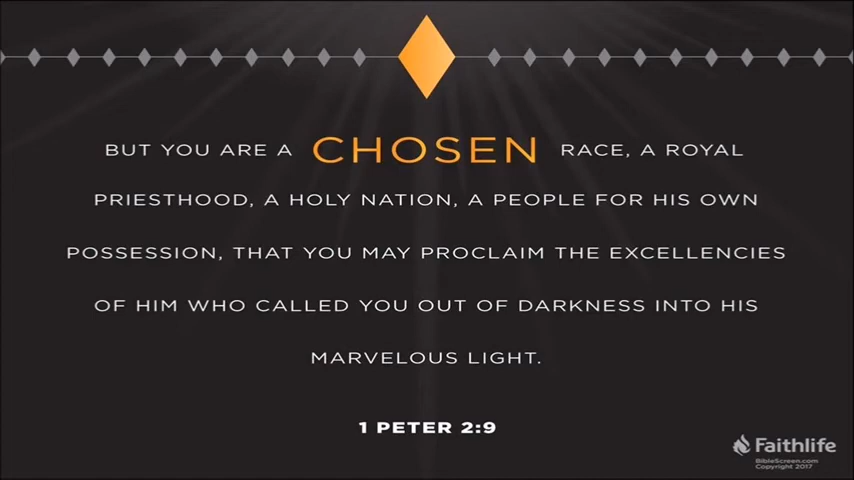 BUT YOU ARE A CHOSEN RACE, A ROYAL
PRIESTHOOD, A HOLY NATION, A PEOPLE FOR HIS OWN
POSSESSION, THAT YOU MAY PROCLAIM THE EXCELLENCIES
OF HIM WHO CALLED YOU OUT OF DARKNESS INTO HIS
MARVELOUS LIGHT.
1 PETER 2:9
Faithlife
BibleScreen.com
Copyright 2017